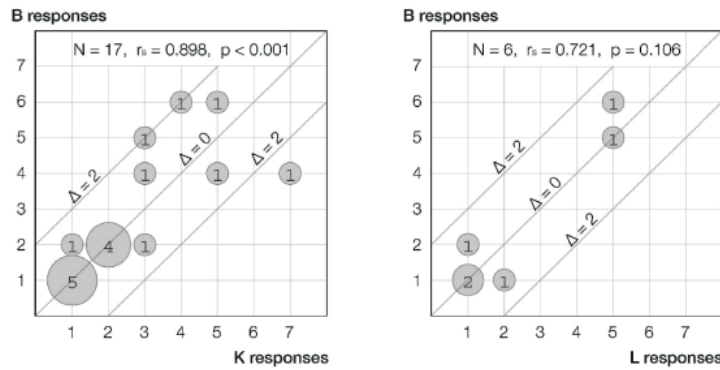 B responses
N = 17, rs = 0.898, p < 0.001
7
6
5
4
3
2
1
1 1
1
1 1 1
1 4 1
5
Δ = 2
Δ = 0
Δ = 2
1 2 3 4 5 6 7
K responses
B responses
N = 6, rs = 0.721, p = 0.106
7
6
5
4
3
2
1
1
1
1
2 1
Δ = 2
Δ = 0
Δ = 2
1 2 3 4 5 6 7
L responses